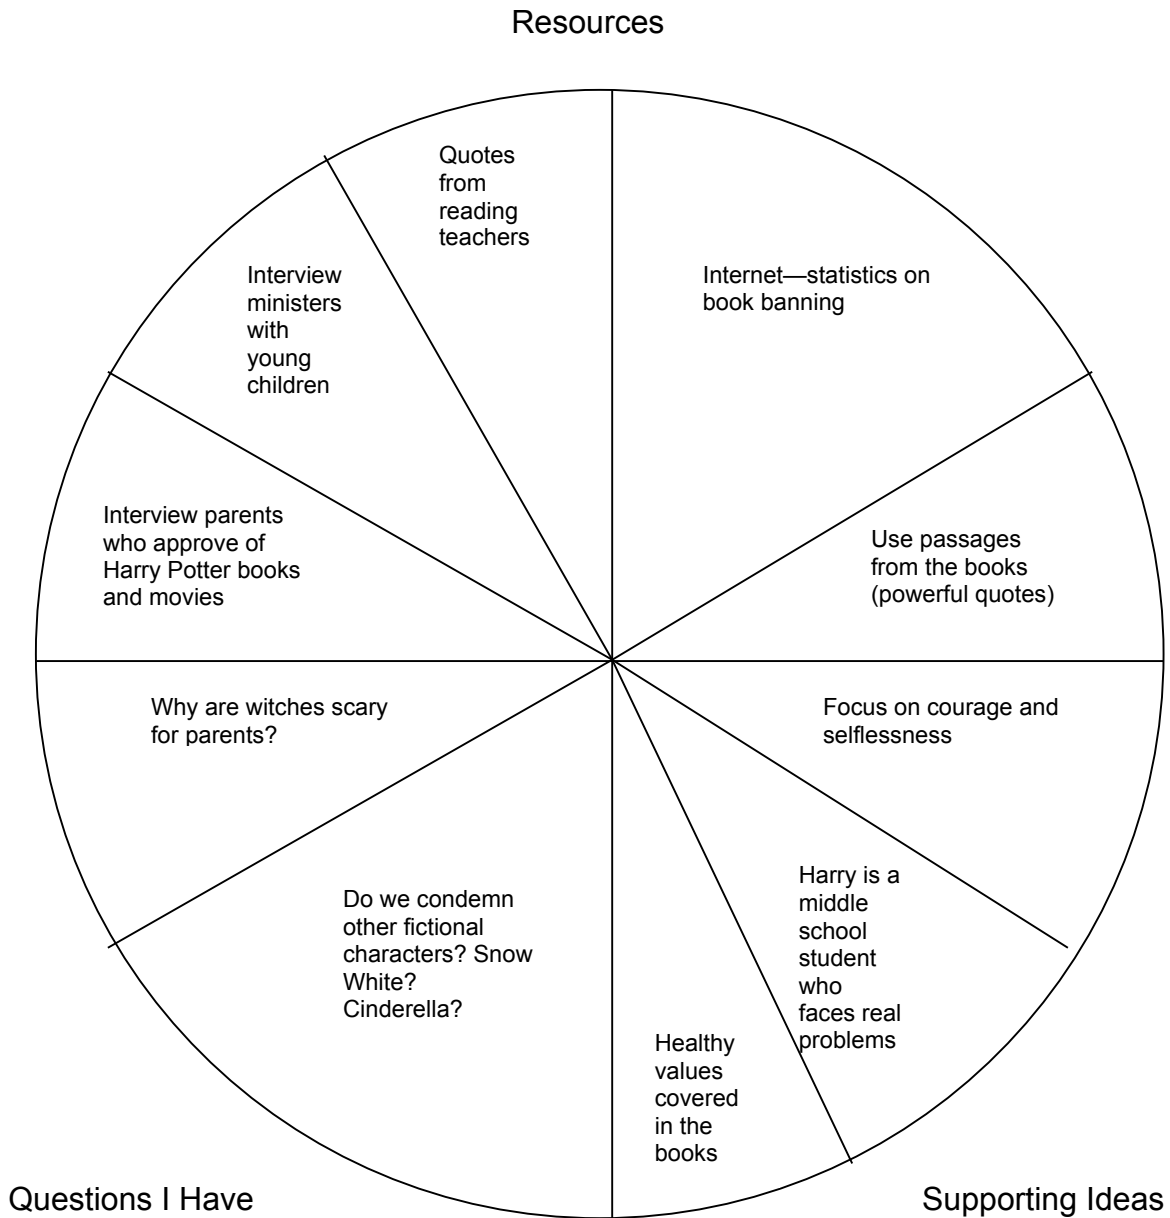 Resources
Quotes
from
reading
teachers
Interview
ministers
with
young
children
Internet—statistics on
book banning
Interview parents
who approve of
Harry Potter books
and movies
Use passages
from the books
(powerful quotes)
Why are witches scary
for parents?
Focus on courage and
selflessness
Do we condemn
other fictional
characters? Snow
White?
Cinderella?
Harry is a
middle
school
student
who
faces real
problems
Healthy
values
covered
in the
books
Questions I Have
Supporting Ideas